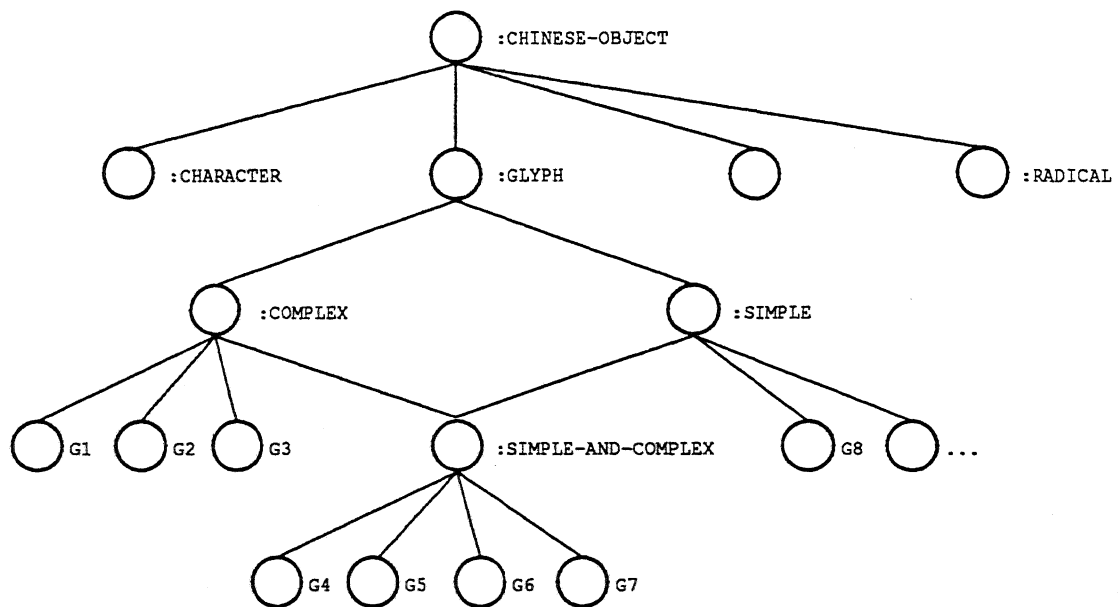 :CHINESE-OBJECT
:CHARACTER
:GLYPH
:RADICAL
:COMPLEX
:SIMPLE
G1
G2
G3
:SIMPLE-AND-COMPLEX
G8
...
G4
G5
G6
G7